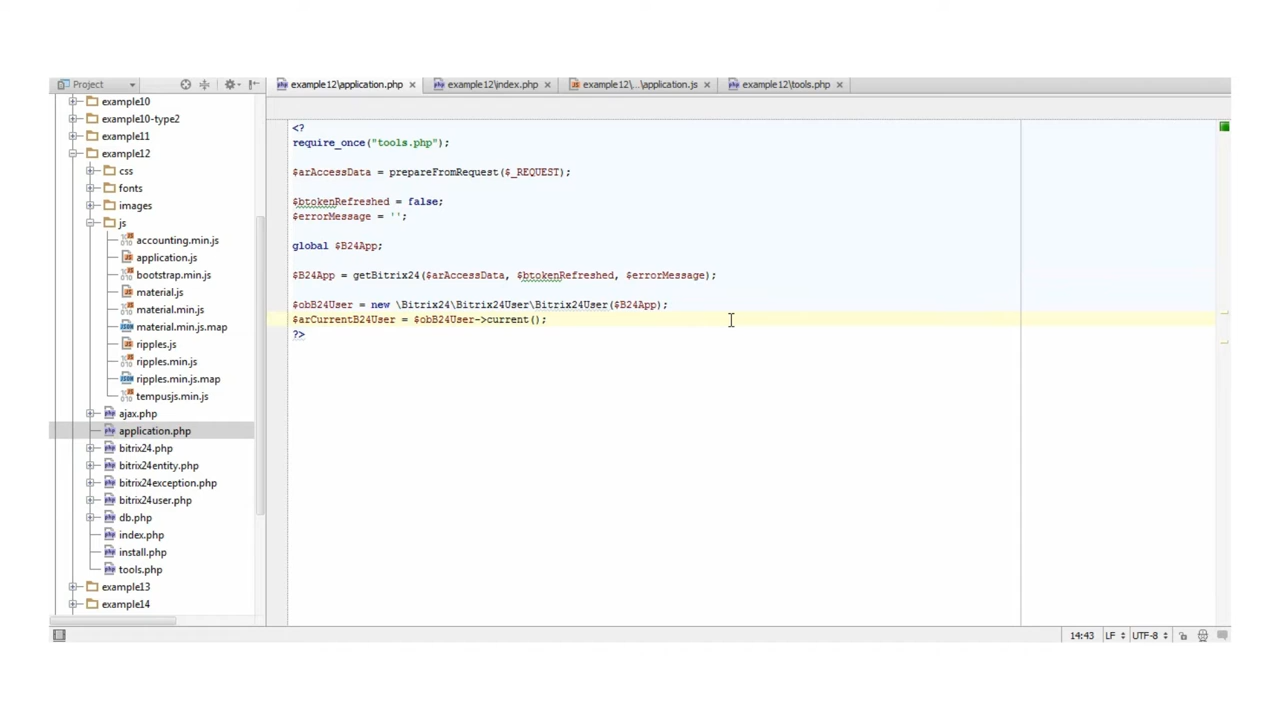 Project
example12\application.php
example12\index.php
example12\...\application.js
example12\tools.php
example10
example10-type2
example11
example12
css
fonts
images
js
accounting.min.js
application.js
bootstrap.min.js
material.js
material.min.js
material.min.js.map
ripples.js
ripples.min.js
ripples.min.js.map
tempusjs.min.js
ajax.php
application.php
bitrix24.php
bitrix24entity.php
bitrix24exception.php
bitrix24user.php
db.php
index.php
install.php
tools.php
example13
example14
<?
require_once("tools.php");
$arAccessData = prepareFromRequest($_REQUEST);
$btokenRefreshed = false;
$errorMessage = '';
global $B24App;
$B24App = getBitrix24($arAccessData, $btokenRefreshed, $errorMessage);
$obB24User = new \Bitrix24\Bitrix24User\Bitrix24User($B24App);
$arCurrentB24User = $obB24User->current();
?>
14:43 LF UTF-8